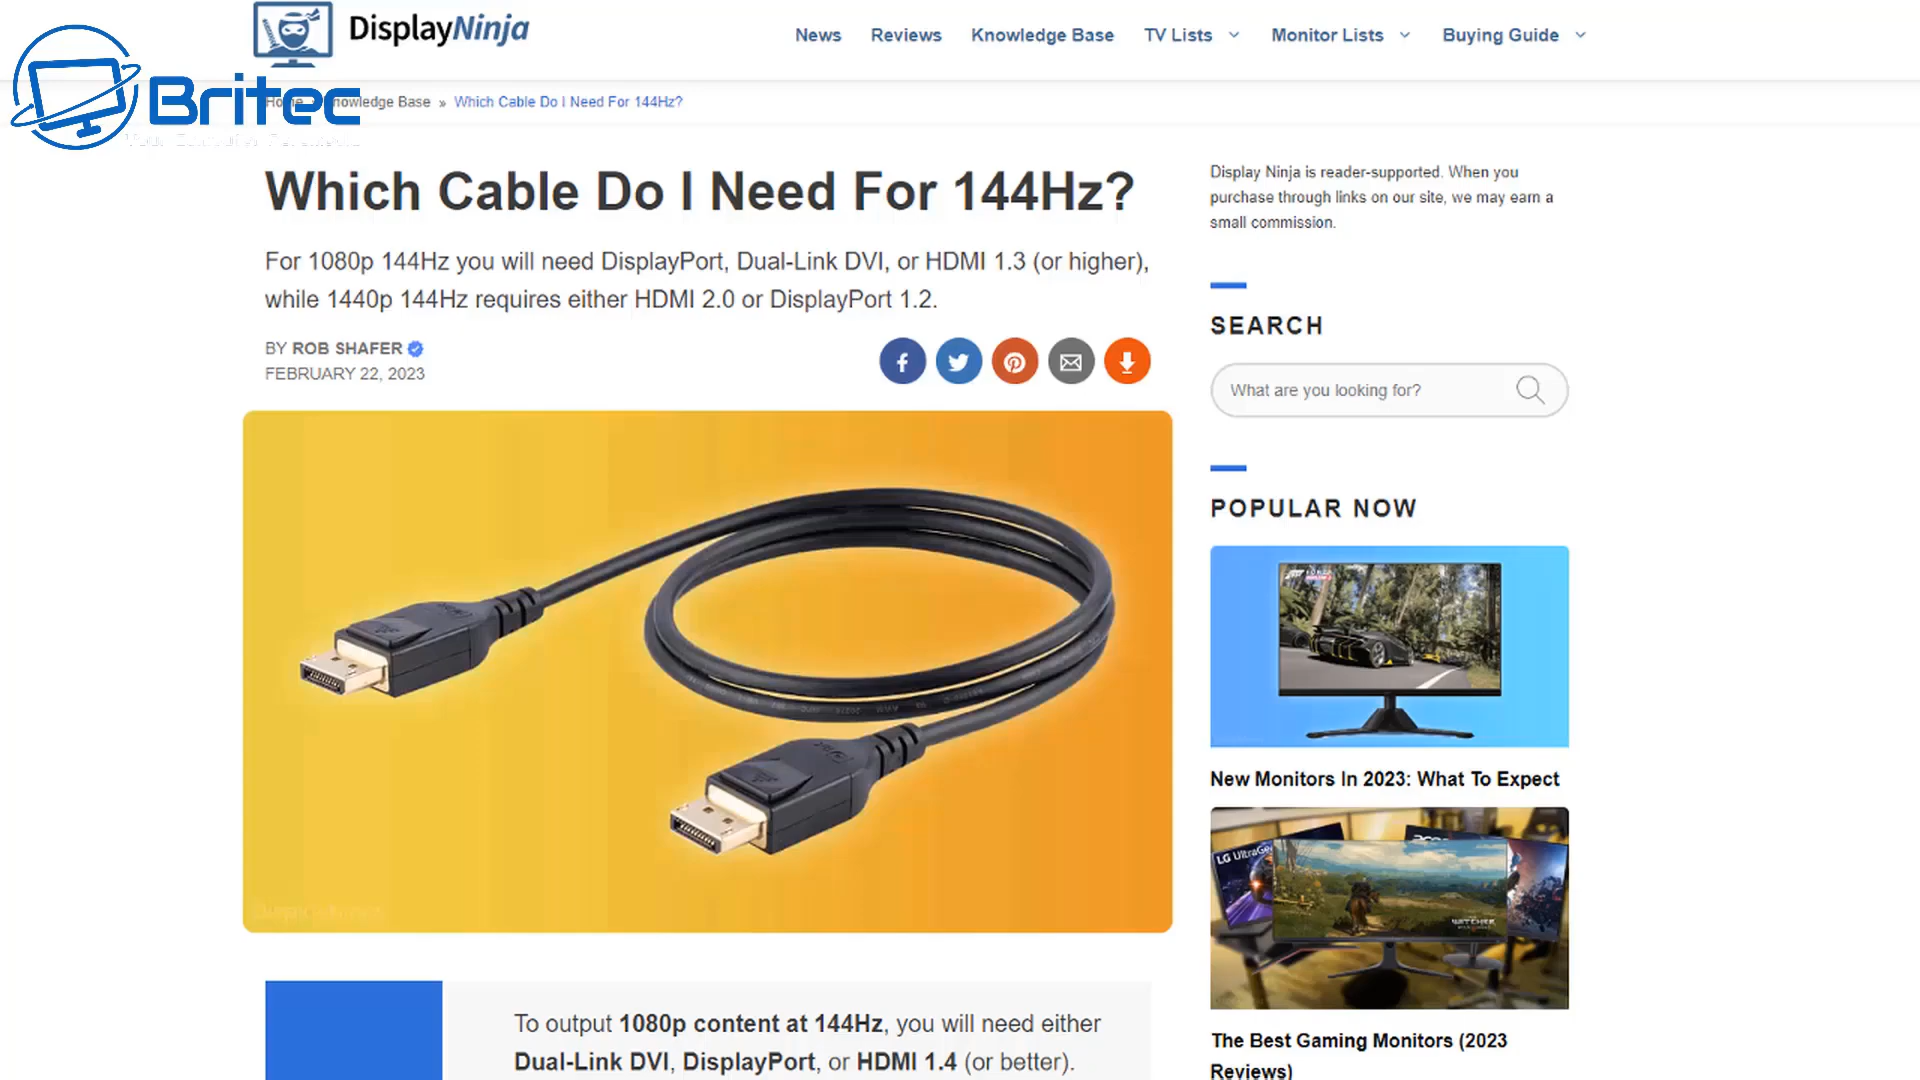 DisplayNinja
News
Reviews
Knowledge Base
TV Lists
Monitor Lists
Buying Guide
Britec
Home » Knowledge Base » Which Cable Do I Need For 144Hz?
Which Cable Do I Need For 144Hz?
For 1080p 144Hz you will need DisplayPort, Dual-Link DVI, or HDMI 1.3 (or higher),
while 1440p 144Hz requires either HDMI 2.0 or DisplayPort 1.2.
BY ROB SHAFER
FEBRUARY 22, 2023
To output 1080p content at 144Hz, you will need either
Dual-Link DVI, DisplayPort, or HDMI 1.4 (or better).
Display Ninja is reader-supported. When you
purchase through links on our site, we may earn a
small commission.
SEARCH
What are you looking for?
POPULAR NOW
FORZA
New Monitors In 2023: What To Expect
LG UltraGear
WITCHER
The Best Gaming Monitors (2023
Reviews)